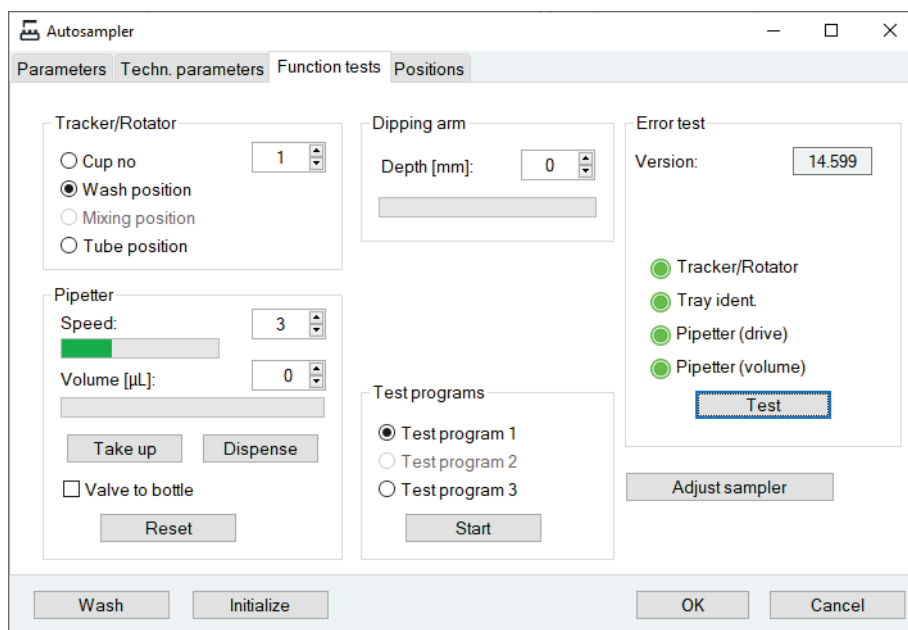 Autosampler
Parameters Techn. parameters Function tests Positions
Tracker/Rotator
Cup no 1
Wash position
Mixing position
Tube position
Pipetter
Speed: 3
Volume [µL]: 0
Take up Dispense
Valve to bottle
Reset
Dipping arm
Depth [mm]: 0
Test programs
Test program 1
Test program 2
Test program 3
Start
Error test
Version: 14.599
Tracker/Rotator
Tray ident.
Pipetter (drive)
Pipetter (volume)
Test
Adjust sampler
Wash Initialize OK Cancel